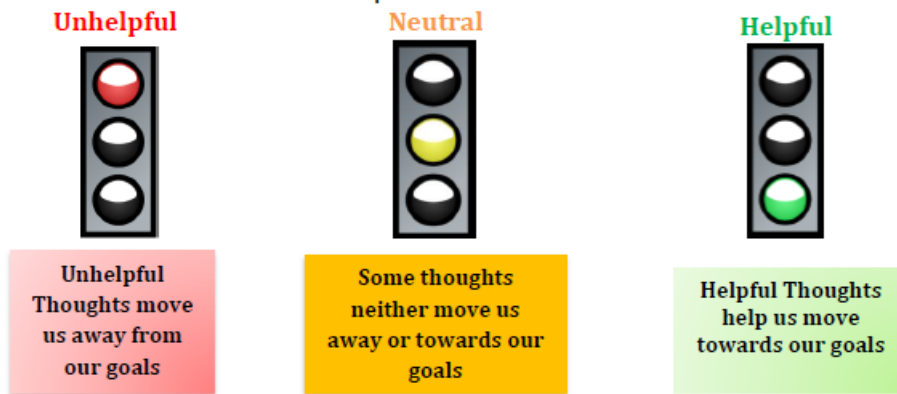 Unhelpful
Neutral
Helpful
Unhelpful
Thoughts move
us away from
our goals
Some thoughts
neither move us
away or towards our
goals
Helpful Thoughts
help us move
towards our goals